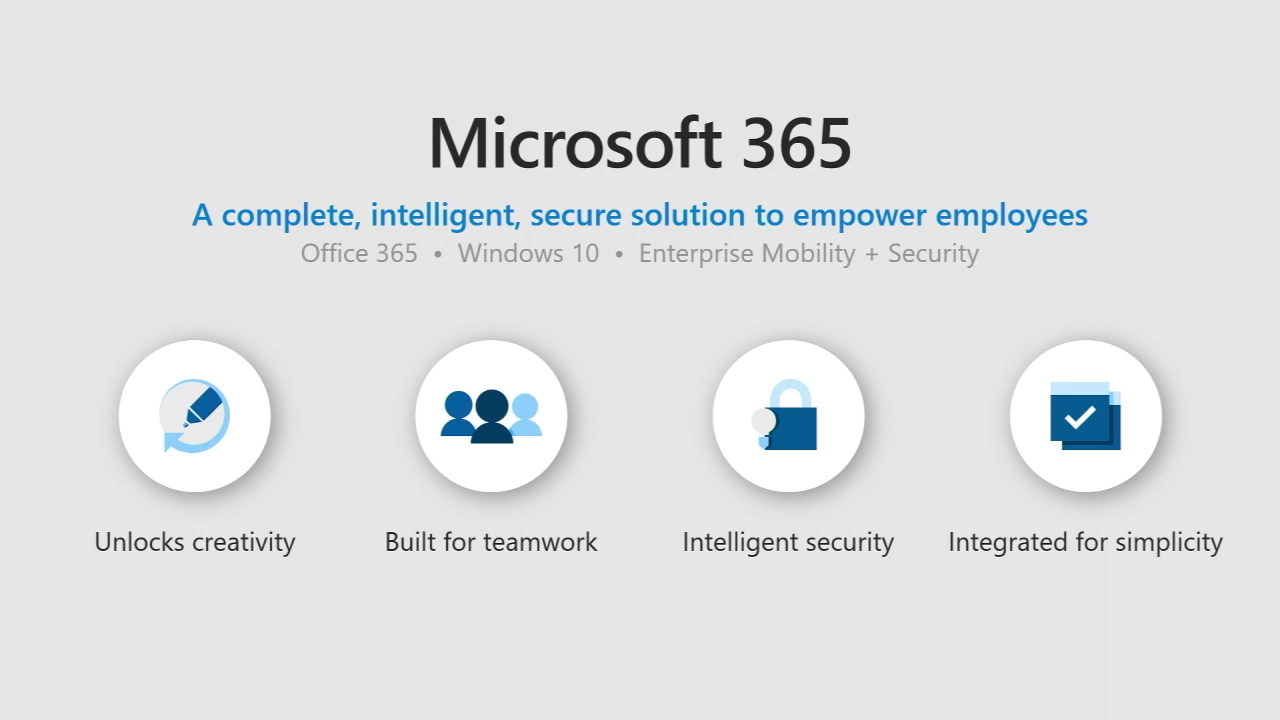 Microsoft 365
A complete, intelligent, secure solution to empower employees
Office 365 • Windows 10 • Enterprise Mobility + Security
Unlocks creativity
Built for teamwork
Intelligent security
Integrated for simplicity